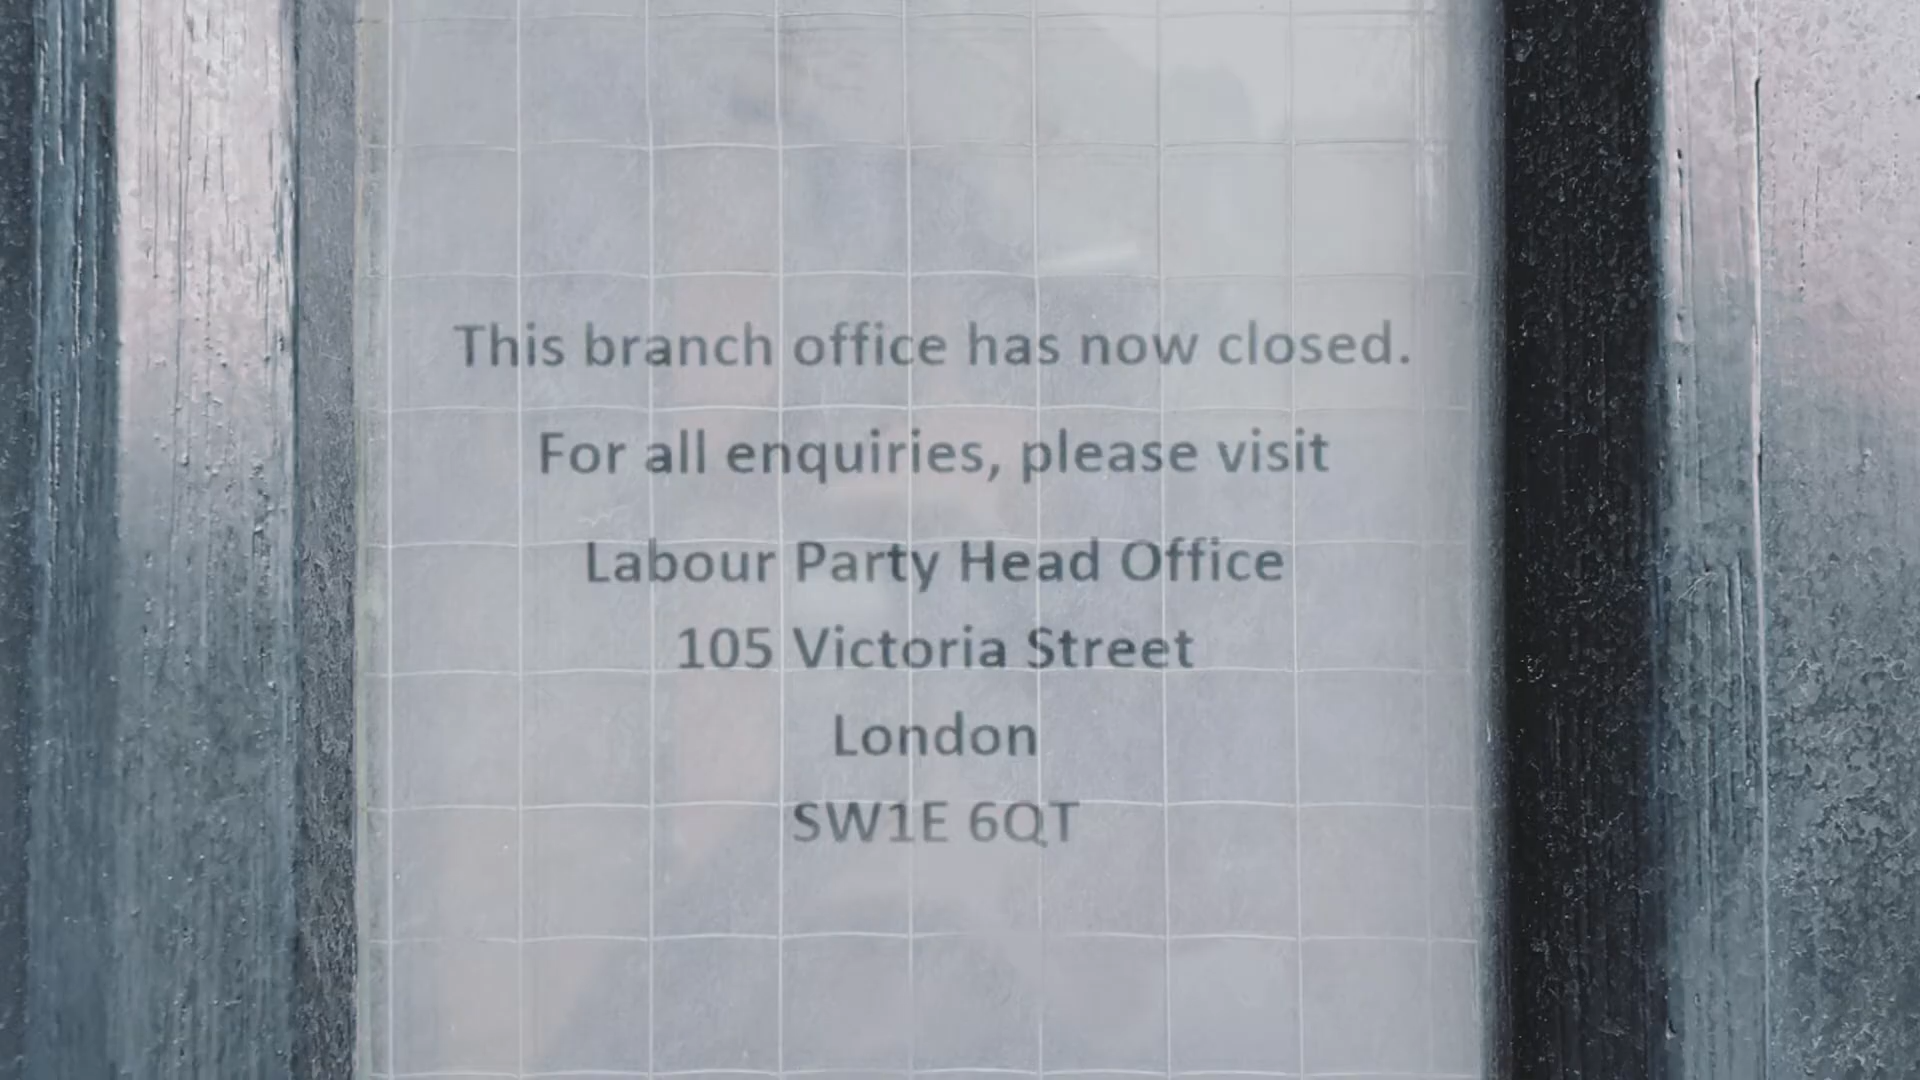 This branch office has now closed.
For all enquiries, please visit
Labour Party Head Office
105 Victoria Street
London
SW1E 6QT